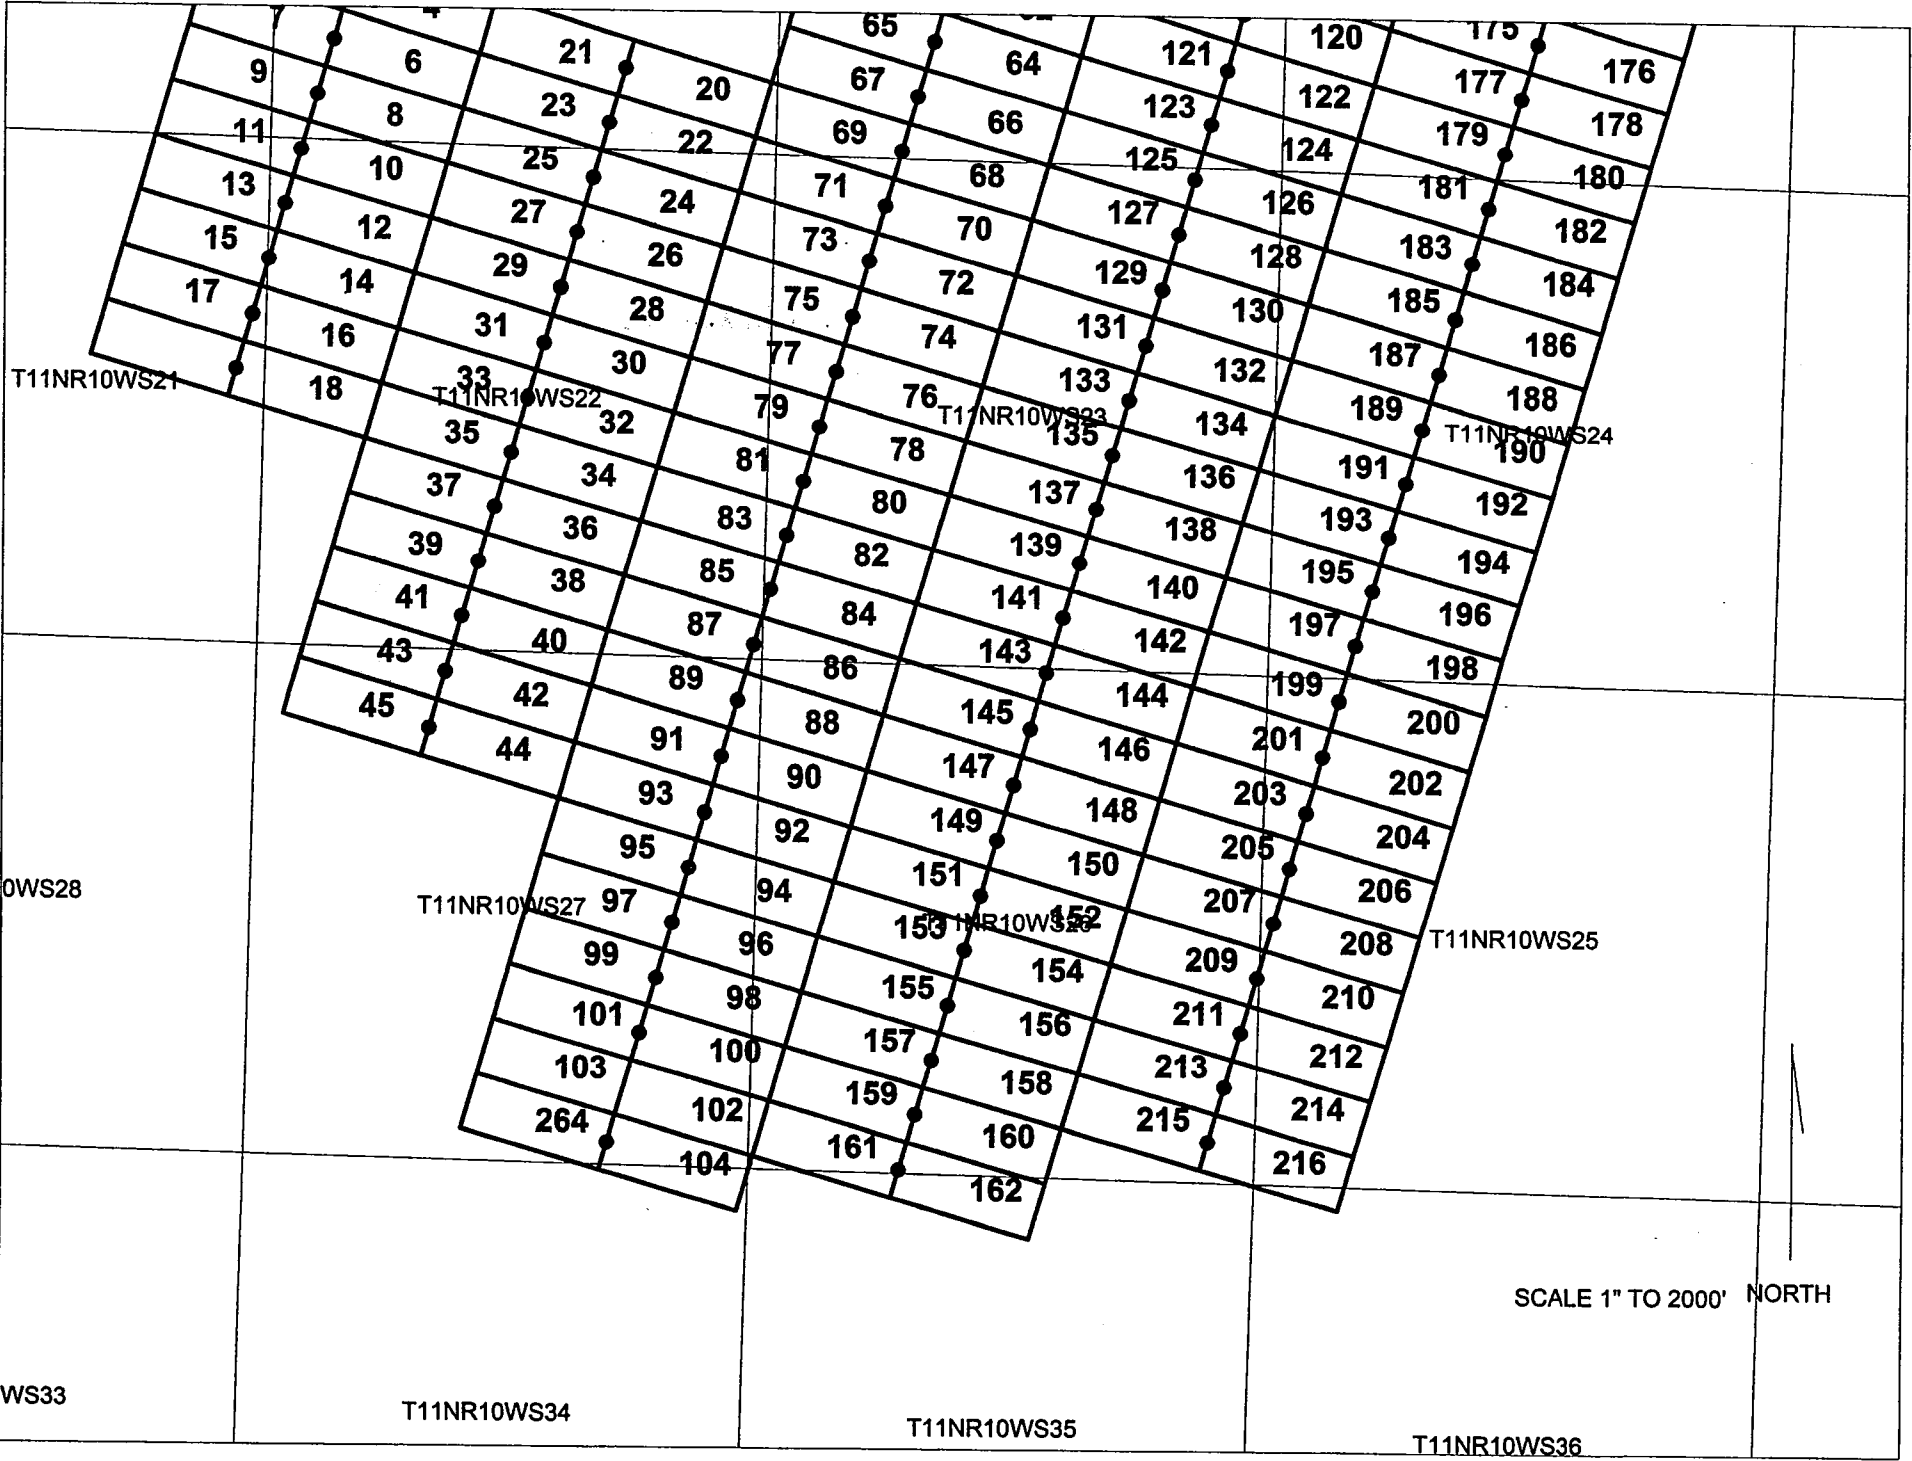 7 4 65 62 120 175
9 6 21 20 67 64 121 122 177 176
11 8 23 22 69 66 123 124 179 178
13 10 25 24 71 68 125 126 181 180
15 12 27 26 73 70 127 128 183 182
17 14 29 28 75 72 129 130 185 184
16 31 30 77 74 131 132 187 186
18 33 32 79 76 133 134 189 188
T11NR10WS21 T11NR10WS22 T11NR10WS23 T11NR10WS24
35 34 81 78 135 136 191 190
37 36 83 80 137 138 193 192
39 38 85 82 139 140 195 194
41 40 87 84 141 142 197 196
43 42 89 86 143 144 199 198
45 44 91 88 145 146 201 200
93 90 147 148 203 202
95 92 149 150 205 204
97 94 151 152 207 206
0WS28 T11NR10WS27 T11NR10WS26 T11NR10WS25
99 96 153 154 209 208
101 98 155 156 211 210
103 100 157 158 213 212
264 102 159 160 215 214
104 161 162 216
SCALE 1" TO 2000' NORTH
WS33 T11NR10WS34 T11NR10WS35 T11NR10WS36